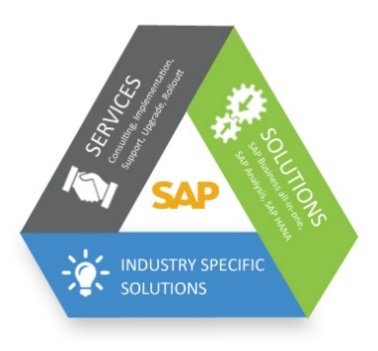 SERVICES
Consulting, Implementation,
Support, Upgrade, Rolloutt
SOLUTIONS
SAP Business all-in-one,
SAP Analysis, SAP HANA
SAP
INDUSTRY SPECIFIC
SOLUTIONS